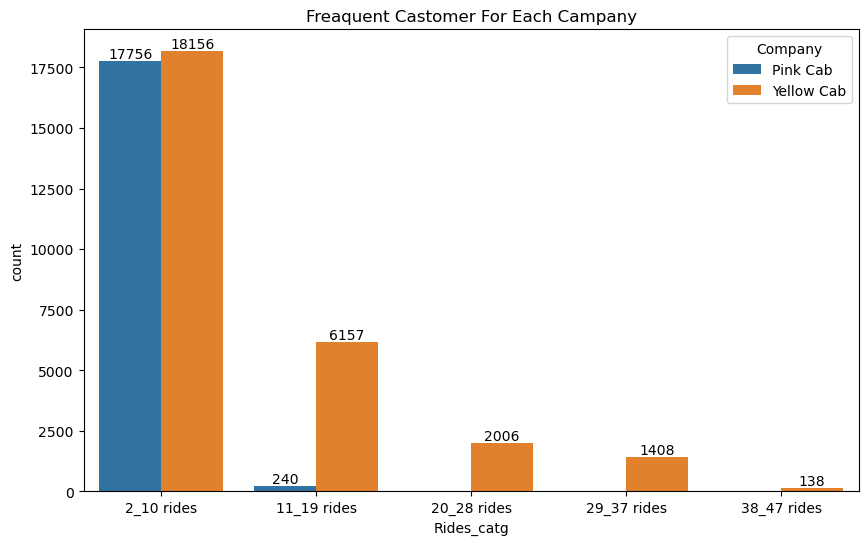 Freaquent Castomer For Each Campany
Company
Pink Cab
Yellow Cab
17756
18156
240
6157
2006
1408
138
17500
15000
12500
10000
7500
5000
2500
0
count
2_10 rides
11_19 rides
20_28 rides
29_37 rides
38_47 rides
Rides_catg